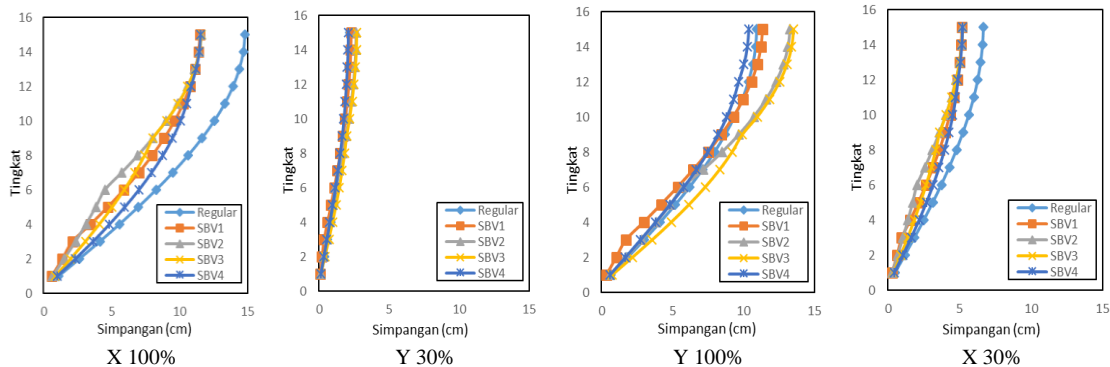 Tingkat
16
14
12
10
8
6
4
2
0
Regular
SBV1
SBV2
SBV3
SBV4
0 5 10 15
Simpangan (cm)
X 100%
Tingkat
16
14
12
10
8
6
4
2
0
Regular
SBV1
SBV2
SBV3
SBV4
0 5 10 15
Simpangan (cm)
Y 30%
Tingkat
16
14
12
10
8
6
4
2
0
Regular
SBV1
SBV2
SBV3
SBV4
0 5 10 15
Simpangan (cm)
Y 100%
Tingkat
16
14
12
10
8
6
4
2
0
Regular
SBV1
SBV2
SBV3
SBV4
0 5 10 15
Simpangan (cm)
X 30%